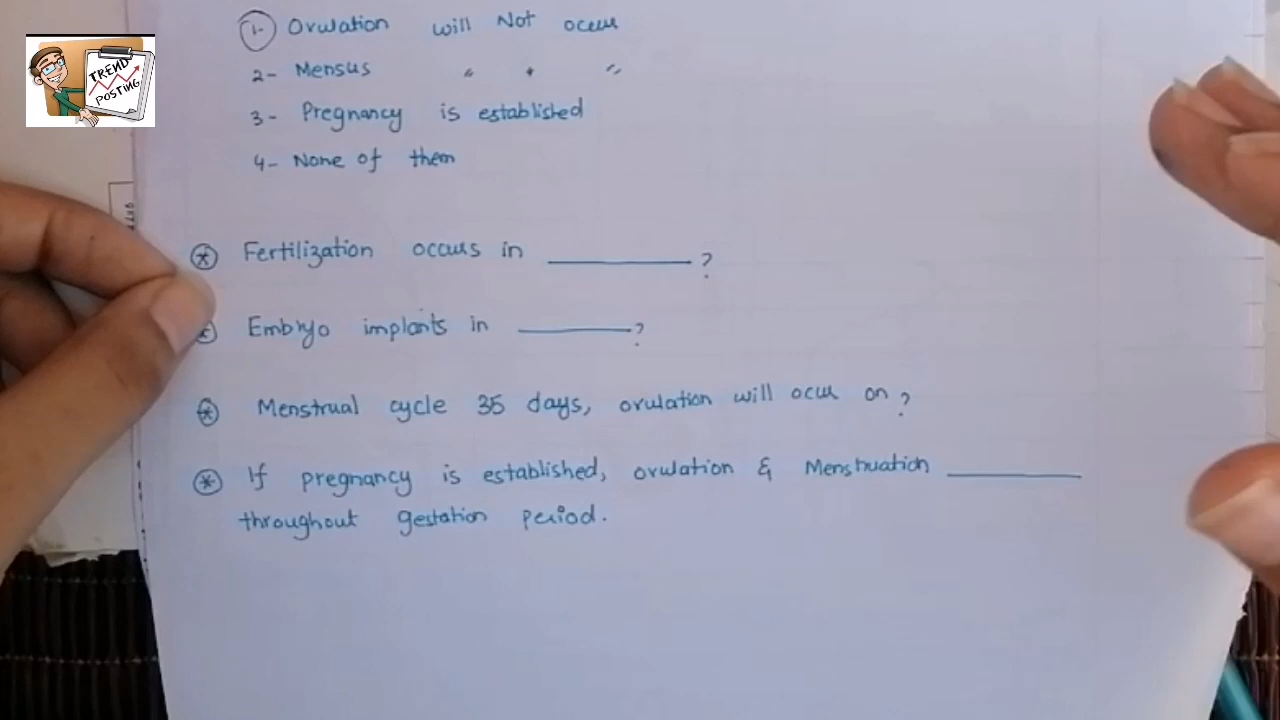 TREND
POSTING
1- Ovulation will Not occur
2- Mensus " " "
3- Pregnancy is established
4- None of them
* Fertilization occurs in ________ ?
* Embryo implants in ________ ?
* Menstrual cycle 35 days, ovulation will ocur on ?
* If pregnancy is established, ovulation & Menstruation ________
throughout gestation period.